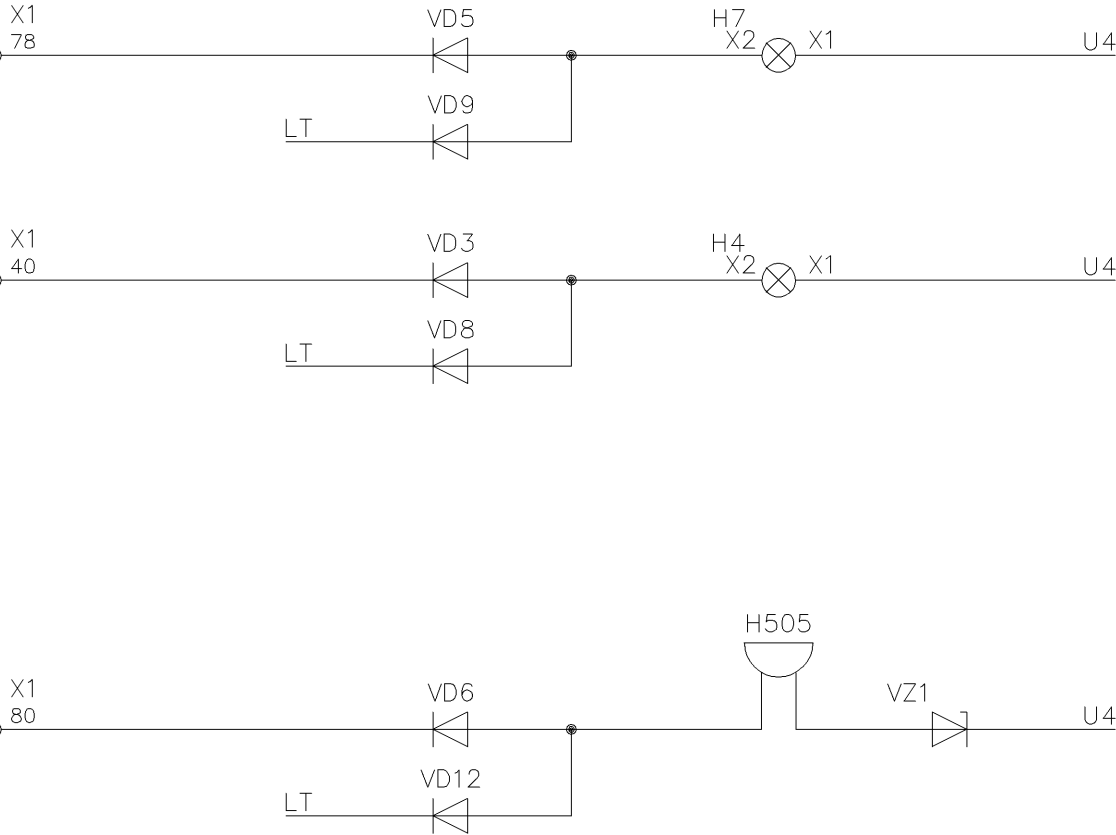 X1
78
VD5
H7
X2 X1
U4
VD9
LT
X1
40
VD3
H4
X2 X1
U4
VD8
LT
H505
X1
80
VD6
VZ1
U4
VD12
LT